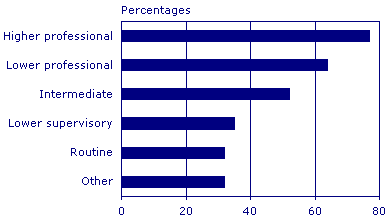 Percentages
Higher professional
Lower professional
Intermediate
Lower supervisory
Routine
Other
0 20 40 60 80